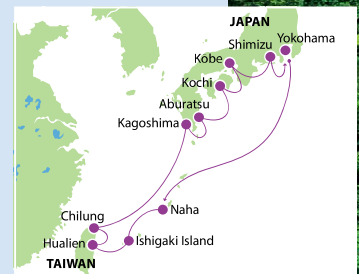 JAPAN
Shimizu
Yokohama
Kobe
Kochi
Aburatsu
Kagoshima
Chilung
Naha
Hualien
Ishigaki Island
TAIWAN